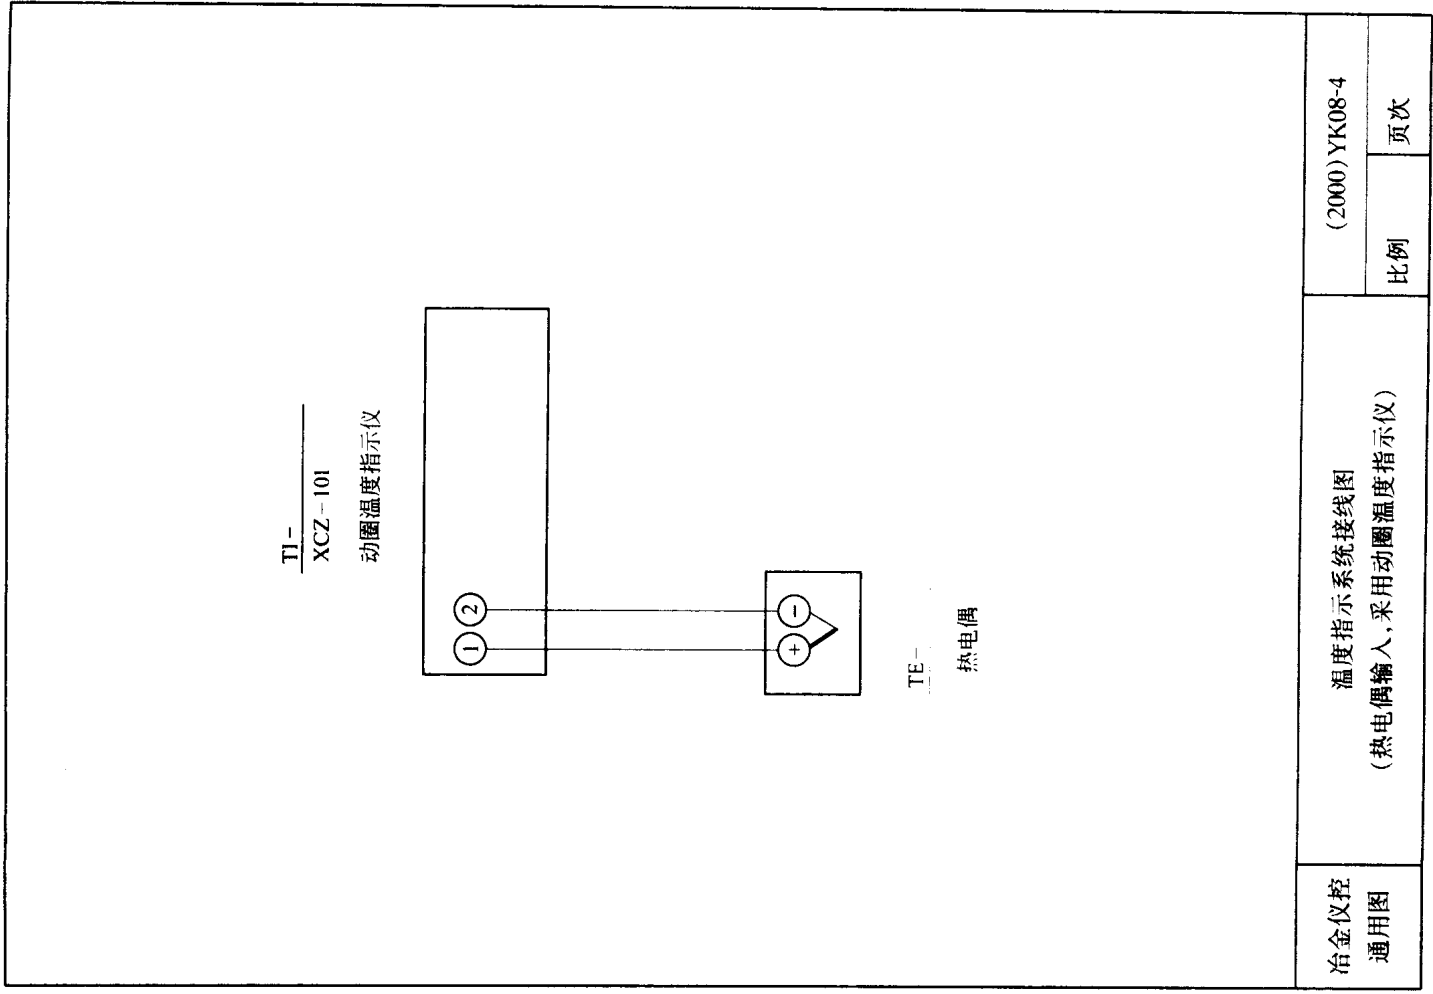 TI-
XCZ-101
动圈温度指示仪
① ②
+ -
TE-
热电偶
冶金仪控
通用图
温度指示系统接线图
(热电偶输入,采用动圈温度指示仪)
(2000)YK08-4
比例
页次